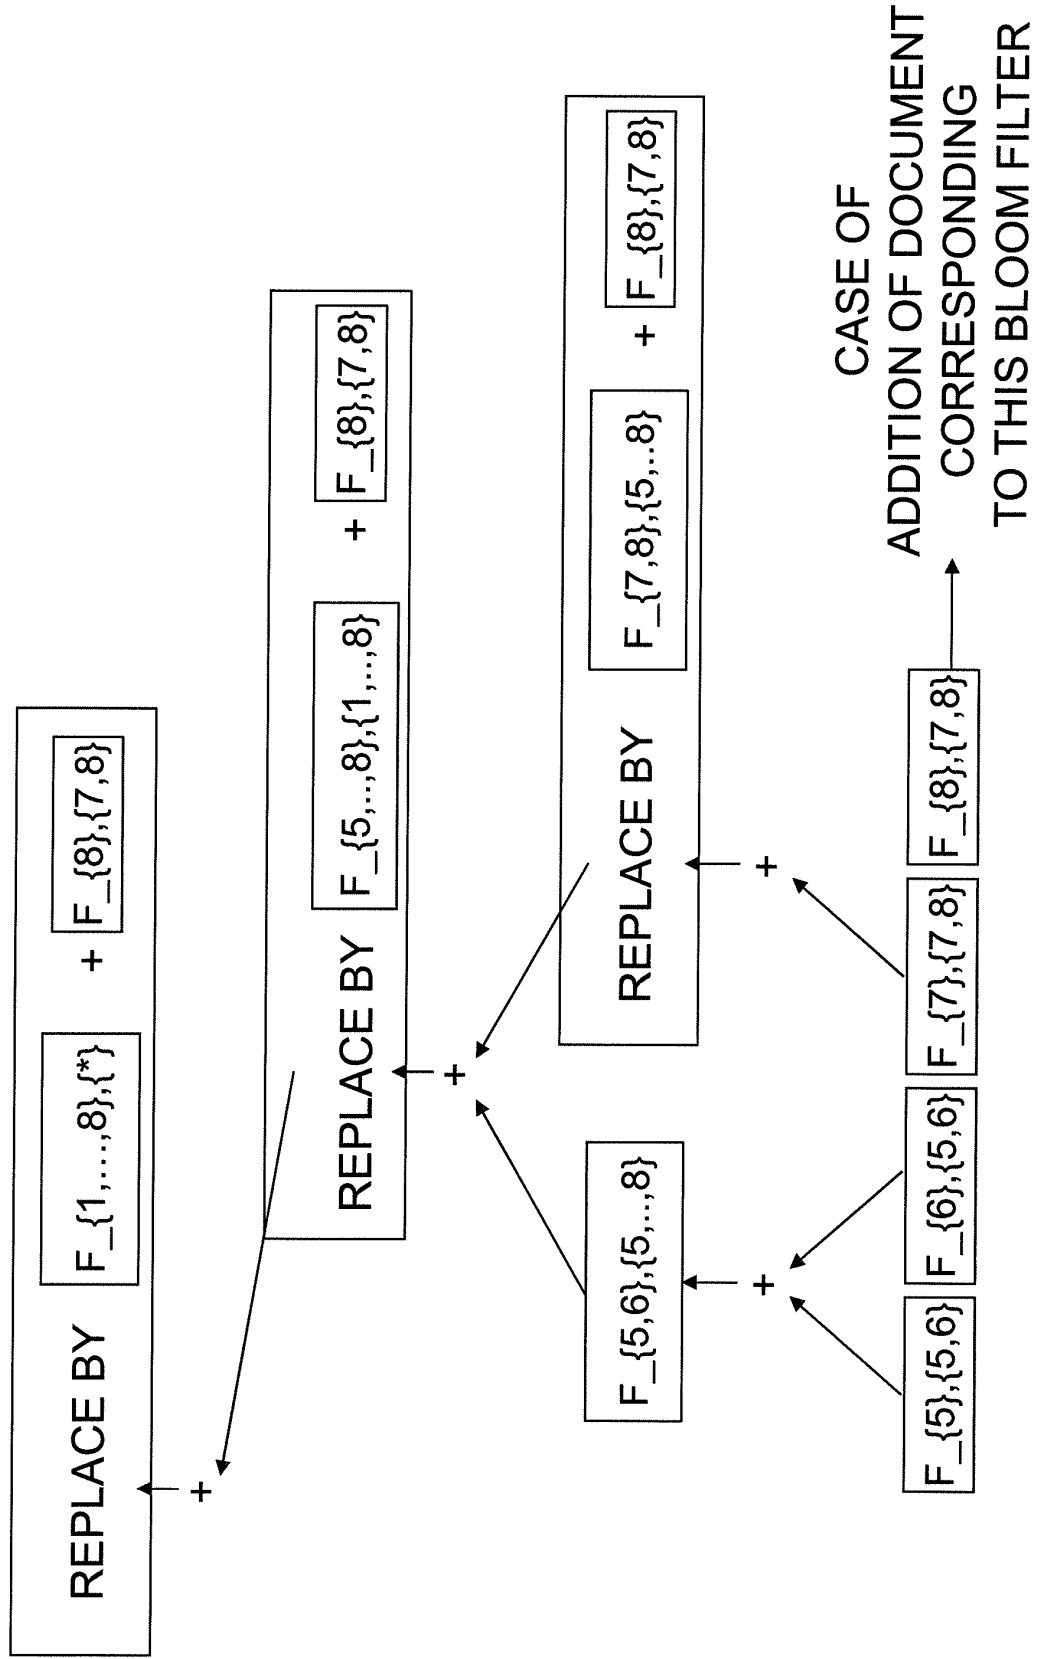 REPLACE BY F_{1,...,8},{*} + F_{8},{7,8}
+
REPLACE BY F_{5,..,8},{1,..,8} + F_{8},{7,8}
+
F_{5,6},{5,..,8}
REPLACE BY F_{7,8},{5,..8} + F_{8},{7,8}
+
+
F_{5},{5,6}
F_{6},{5,6}
F_{7},{7,8}
F_{8},{7,8}
CASE OF
ADDITION OF DOCUMENT
CORRESPONDING
TO THIS BLOOM FILTER